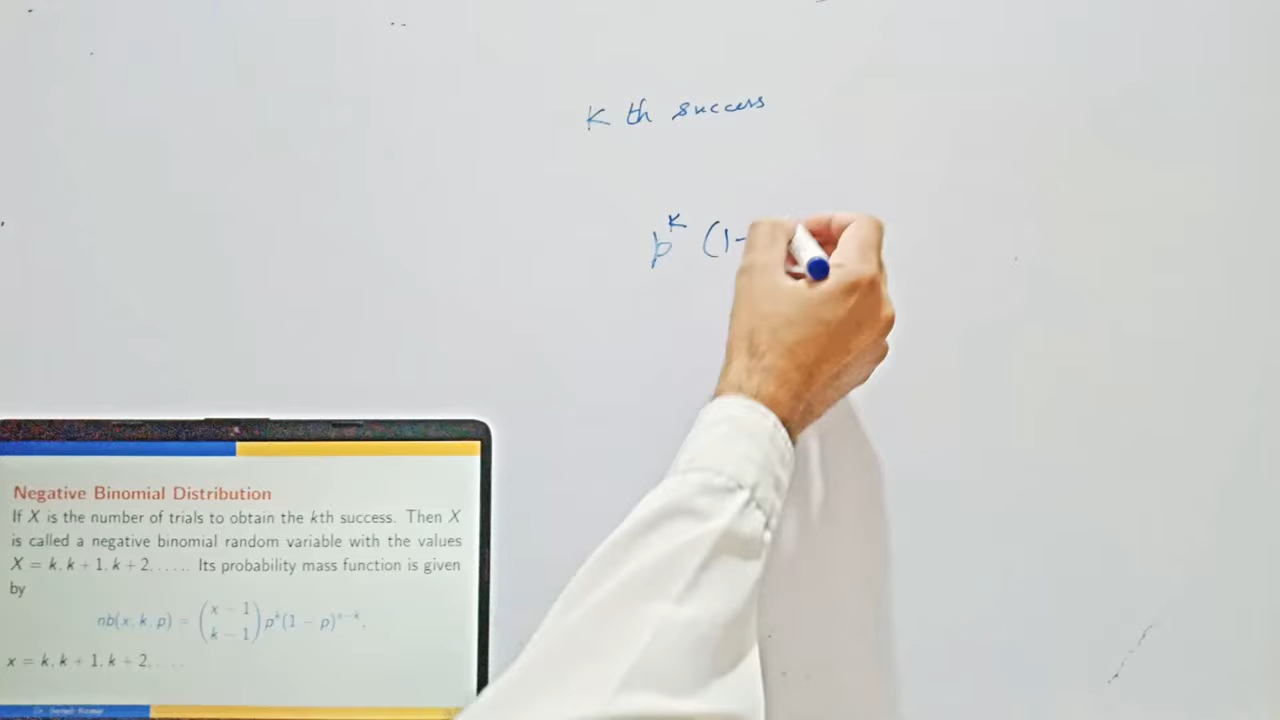 K th success
p^K (1-
Negative Binomial Distribution
If X is the number of trials to obtain the kth success. Then X
is called a negative binomial random variable with the values
X = k, k + 1, k + 2, ..... Its probability mass function is given
by
nb(x, k, p) = \binom{x - 1}{k - 1} p^k (1 - p)^{x-k},
x = k, k + 1, k + 2, ....